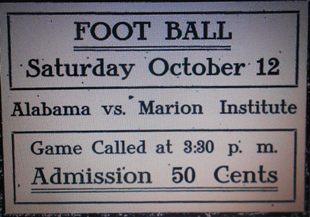 FOOT BALL
Saturday October 12
Alabama vs. Marion Institute
Game Called at 3:30 p. m.
Admission 50 Cents